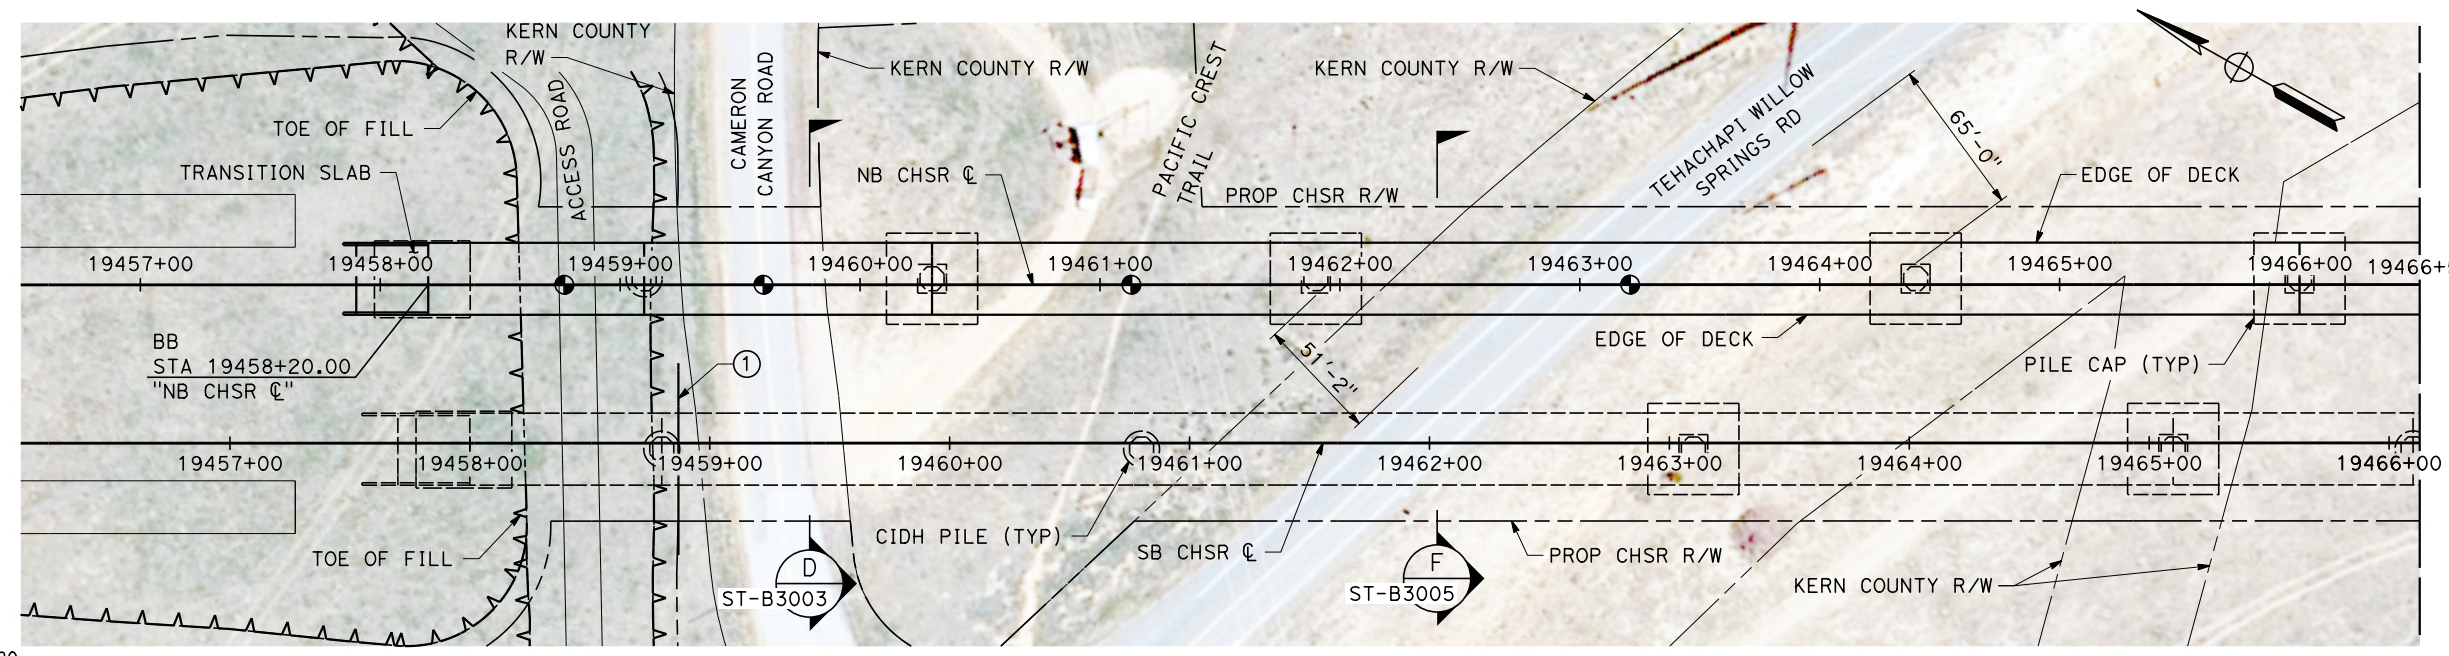 KERN COUNTY
R/W
KERN COUNTY R/W
KERN COUNTY R/W
CAMERON
CANYON ROAD
ACCESS ROAD
PACIFIC CREST
TRAIL
TEHACHAPI WILLOW
SPRINGS RD
65'-0"
TOE OF FILL
TRANSITION SLAB
NB CHSR ℄
PROP CHSR R/W
EDGE OF DECK
19457+00
19458+00
19459+00
19460+00
19461+00
19462+00
19463+00
19464+00
19465+00
19466+00
BB
STA 19458+20.00
"NB CHSR ℄"
1
51'-2"
EDGE OF DECK
PILE CAP (TYP)
19457+00
19458+00
19459+00
19460+00
19461+00
19462+00
19463+00
19464+00
19465+00
19466+00
TOE OF FILL
CIDH PILE (TYP)
SB CHSR ℄
PROP CHSR R/W
KERN COUNTY R/W
D
ST-B3003
F
ST-B3005